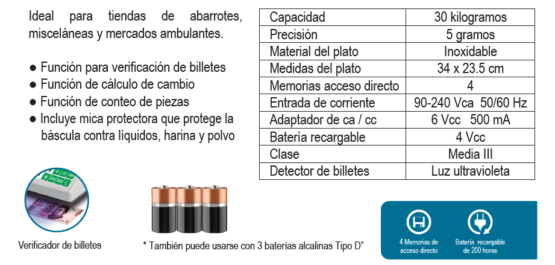 Ideal para tiendas de abarrotes,
misceláneas y mercados ambulantes.
● Función para verificación de billetes
● Función de cálculo de cambio
● Función de conteo de piezas
● Incluye mica protectora que protege la
báscula contra líquidos, harina y polvo
Capacidad 30 kilogramos
Precisión 5 gramos
Material del plato Inoxidable
Medidas del plato 34 x 23.5 cm
Memorias acceso directo 4
Entrada de corriente 90-240 Vca 50/60 Hz
Adaptador de ca / cc 6 Vcc 500 mA
Batería recargable 4 Vcc
Clase Media III
Detector de billetes Luz ultravioleta
Verificador de billetes
* También puede usarse con 3 baterías alcalinas Tipo D"
4 Memorias de
acceso directo
Batería recargable
de 200 horas